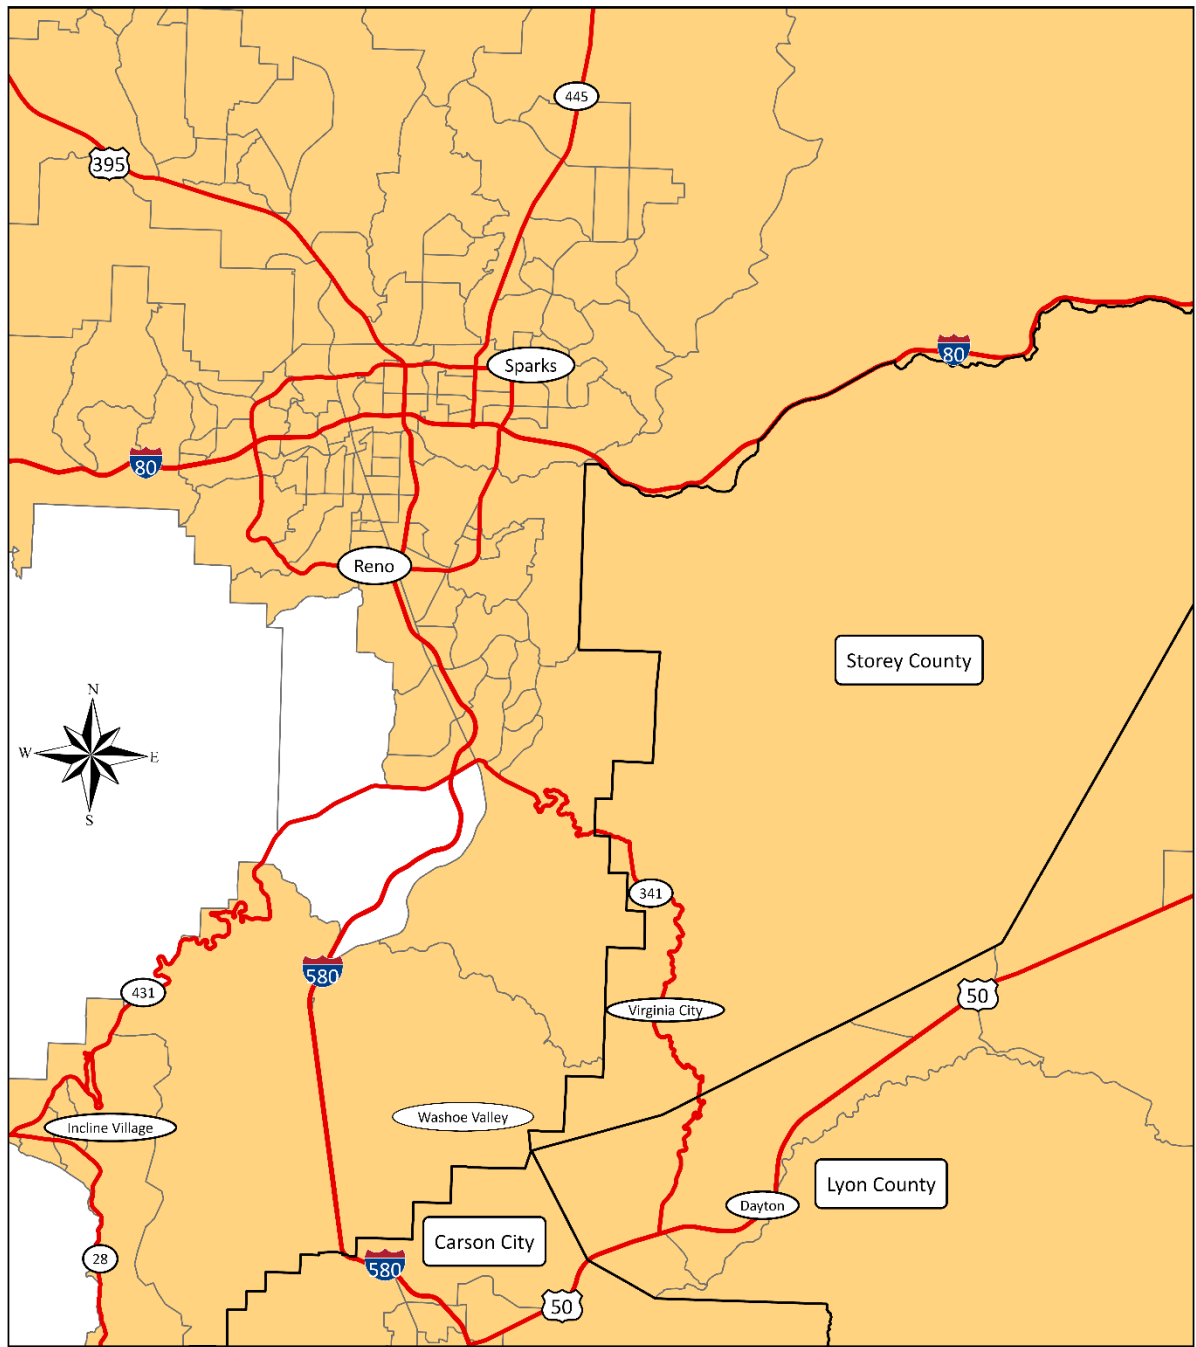 445
395
80
Sparks
80
Reno
Storey County
N
W
E
S
341
580
431
50
Virginia City
Washoe Valley
Incline Village
Lyon County
Dayton
Carson City
28
580
50